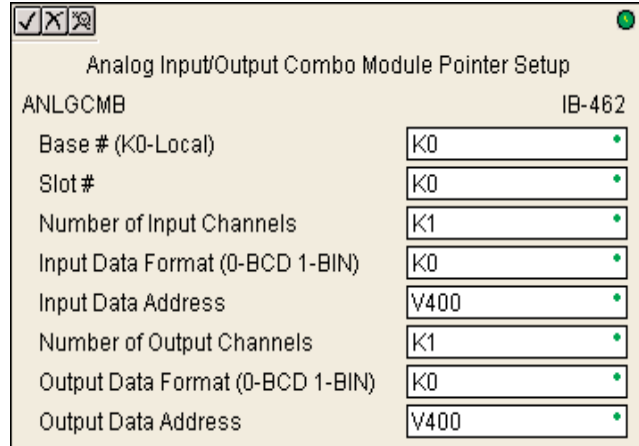 Analog Input/Output Combo Module Pointer Setup
ANLGCMB IB-462
Base # (K0-Local) K0
Slot # K0
Number of Input Channels K1
Input Data Format (0-BCD 1-BIN) K0
Input Data Address V400
Number of Output Channels K1
Output Data Format (0-BCD 1-BIN) K0
Output Data Address V400